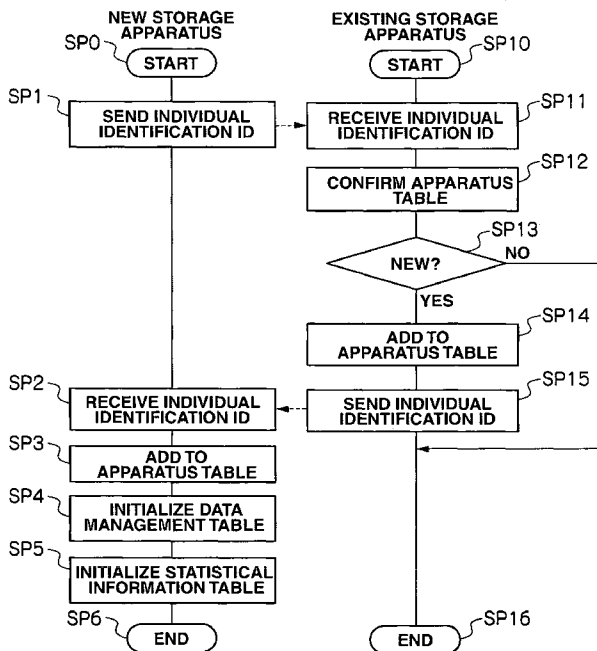 NEW STORAGE
APPARATUS
EXISTING STORAGE
APPARATUS
SP0
START
SP10
START
SP1
SEND INDIVIDUAL
IDENTIFICATION ID
SP11
RECEIVE INDIVIDUAL
IDENTIFICATION ID
SP12
CONFIRM APPARATUS
TABLE
SP13
NEW?
NO
YES
SP14
ADD TO
APPARATUS TABLE
SP15
SEND INDIVIDUAL
IDENTIFICATION ID
SP2
RECEIVE INDIVIDUAL
IDENTIFICATION ID
SP3
ADD TO
APPARATUS TABLE
SP4
INITIALIZE DATA
MANAGEMENT TABLE
SP5
INITIALIZE STATISTICAL
INFORMATION TABLE
SP6
END
SP16
END